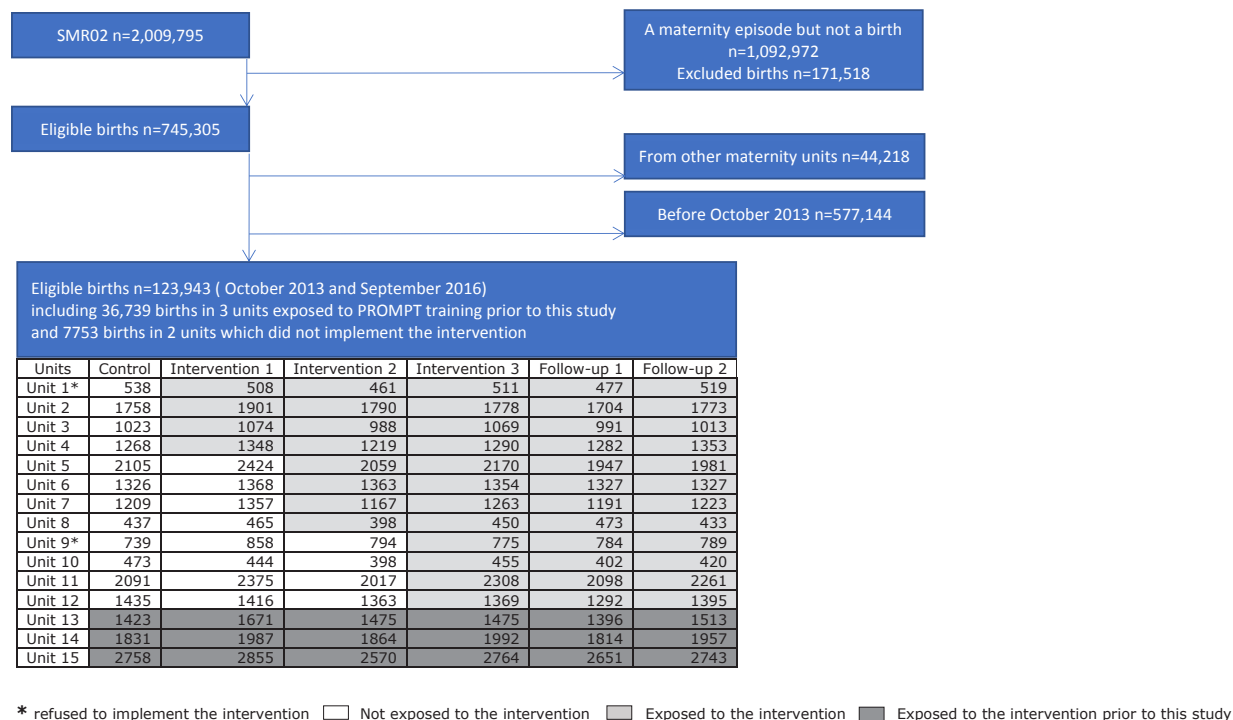 SMR02 n=2,009,795
A maternity episode but not a birth
n=1,092,972
Excluded births n=171,518
Eligible births n=745,305
From other maternity units n=44,218
Before October 2013 n=577,144
Eligible births n=123,943 ( October 2013 and September 2016)
including 36,739 births in 3 units exposed to PROMPT training prior to this study
and 7753 births in 2 units which did not implement the intervention
Units Control Intervention 1 Intervention 2 Intervention 3 Follow-up 1 Follow-up 2
Unit 1* 538 508 461 511 477 519
Unit 2 1758 1901 1790 1778 1704 1773
Unit 3 1023 1074 988 1069 991 1013
Unit 4 1268 1348 1219 1290 1282 1353
Unit 5 2105 2424 2059 2170 1947 1981
Unit 6 1326 1368 1363 1354 1327 1327
Unit 7 1209 1357 1167 1263 1191 1223
Unit 8 437 465 398 450 473 433
Unit 9* 739 858 794 775 784 789
Unit 10 473 444 398 455 402 420
Unit 11 2091 2375 2017 2308 2098 2261
Unit 12 1435 1416 1363 1369 1292 1395
Unit 13 1423 1671 1475 1475 1396 1513
Unit 14 1831 1987 1864 1992 1814 1957
Unit 15 2758 2855 2570 2764 2651 2743
* refused to implement the intervention Not exposed to the intervention Exposed to the intervention Exposed to the intervention prior to this study